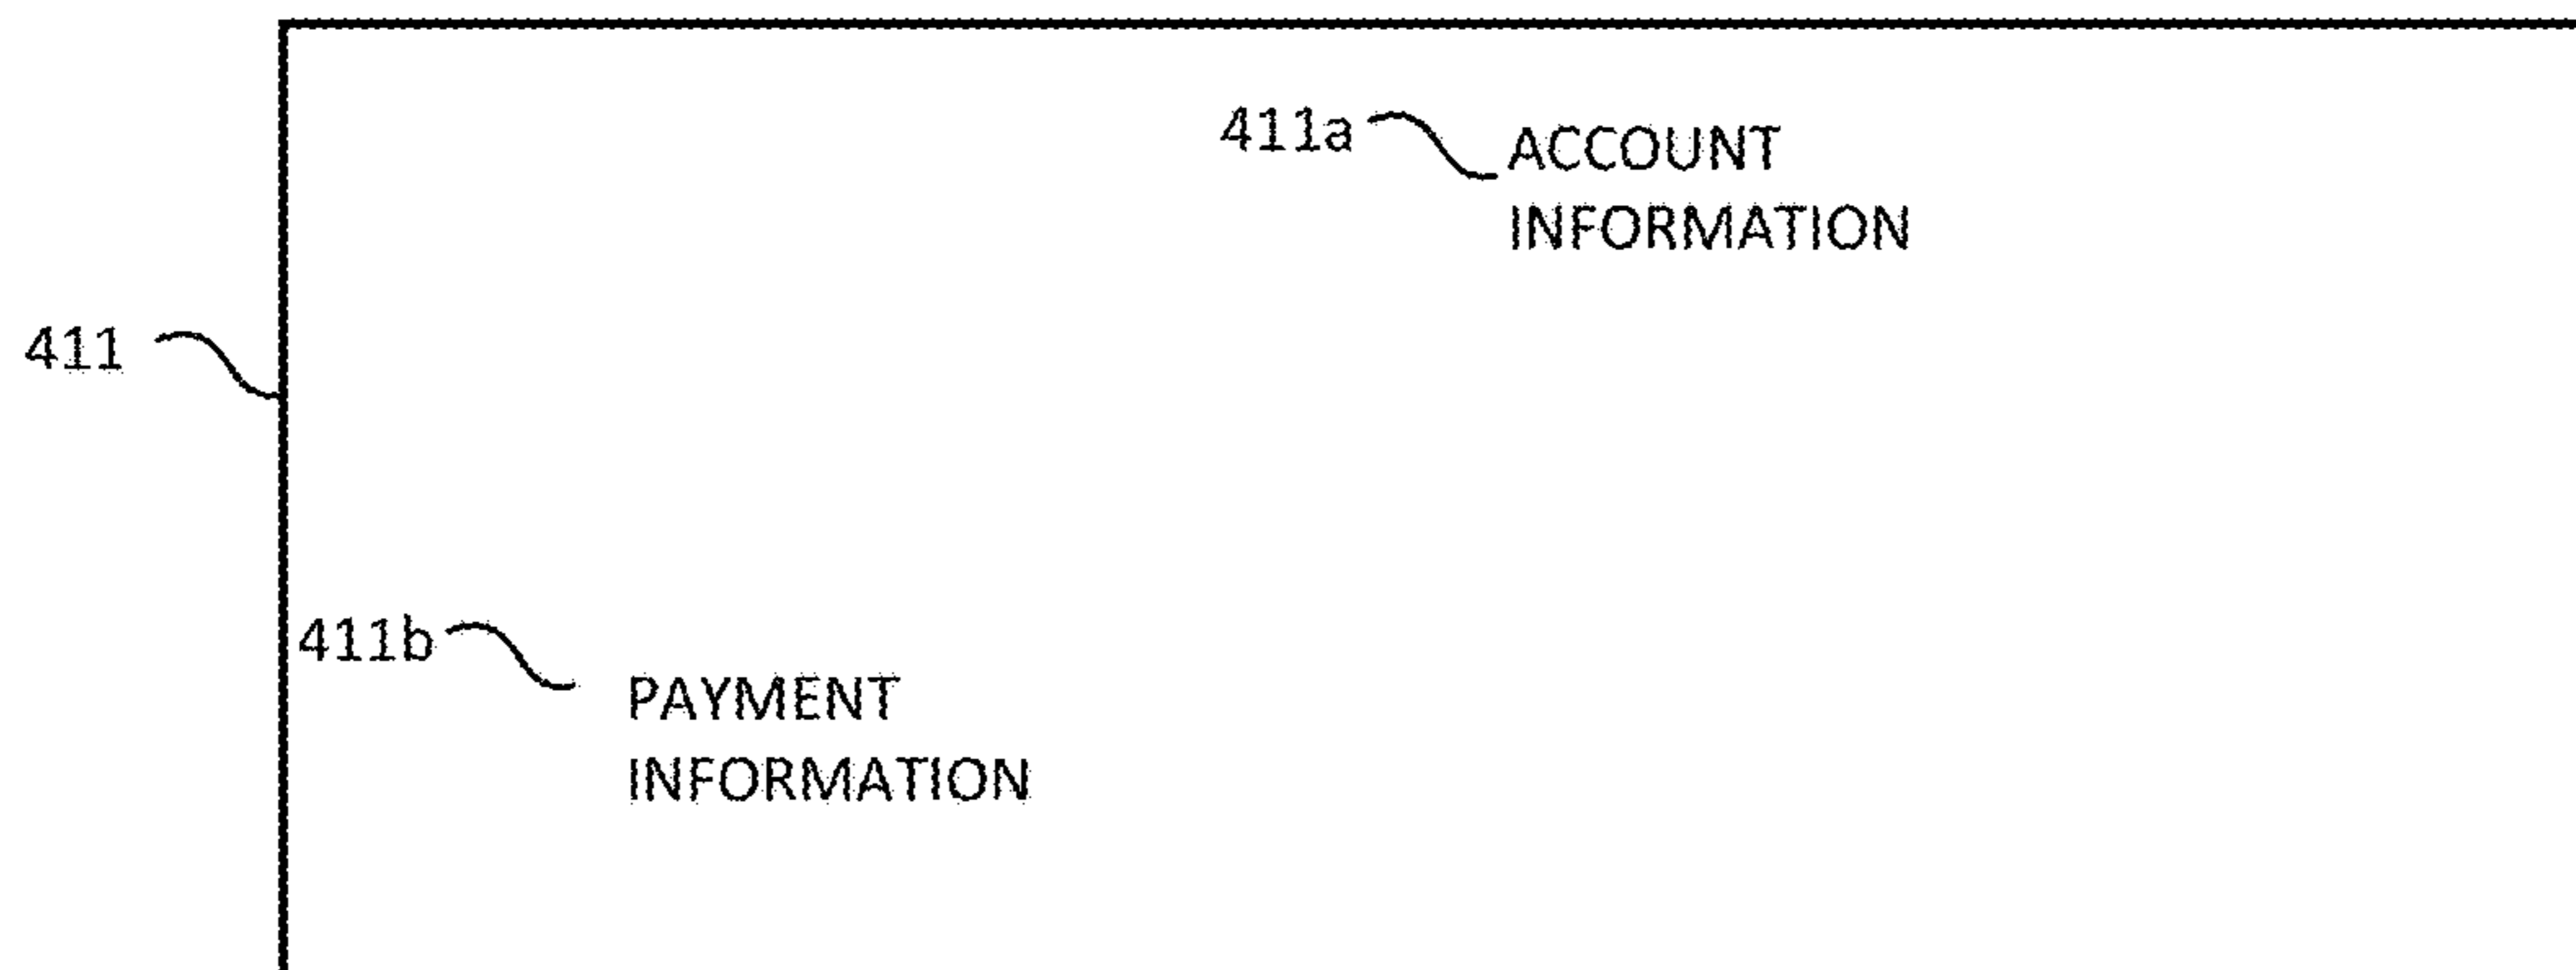 411a
ACCOUNT
INFORMATION
411
411b
PAYMENT
INFORMATION